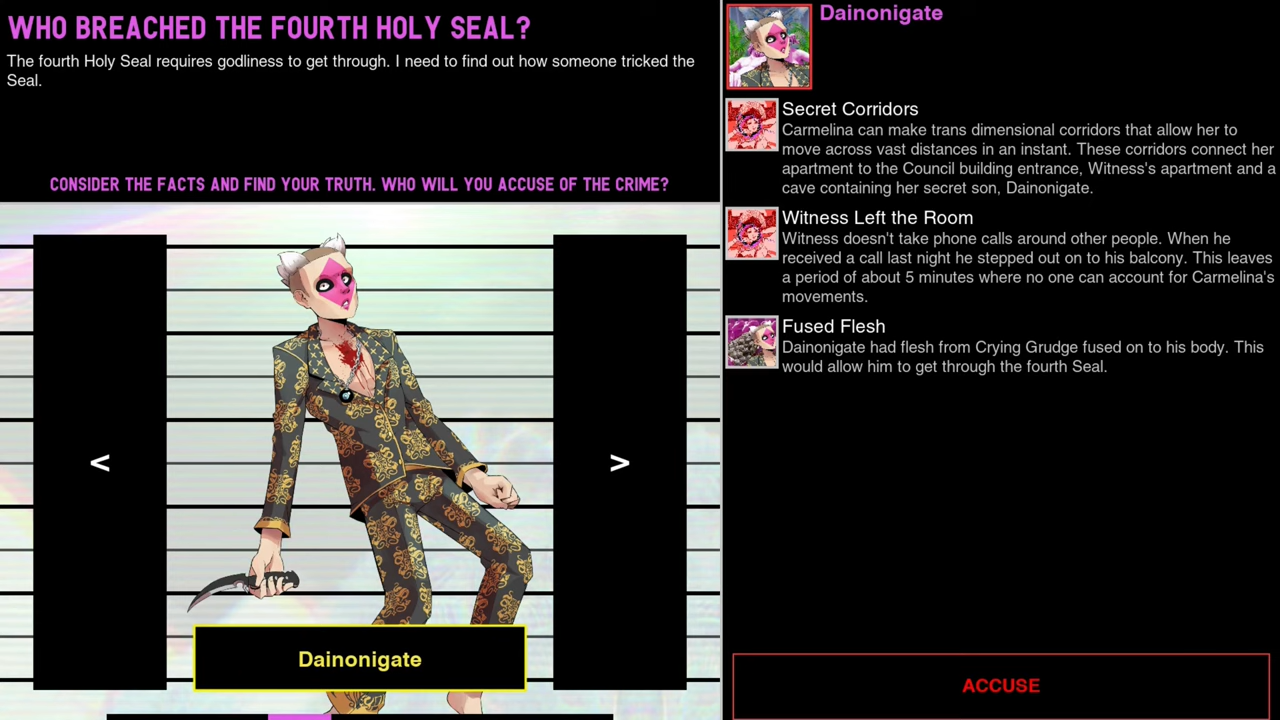 WHO BREACHED THE FOURTH HOLY SEAL?
The fourth Holy Seal requires godliness to get through. I need to find out how someone tricked the
Seal.
CONSIDER THE FACTS AND FIND YOUR TRUTH. WHO WILL YOU ACCUSE OF THE CRIME?
<
>
Dainonigate
Dainonigate
Secret Corridors
Carmelina can make trans dimensional corridors that allow her to
move across vast distances in an instant. These corridors connect her
apartment to the Council building entrance, Witness's apartment and a
cave containing her secret son, Dainonigate.
Witness Left the Room
Witness doesn't take phone calls around other people. When he
received a call last night he stepped out on to his balcony. This leaves
a period of about 5 minutes where no one can account for Carmelina's
movements.
Fused Flesh
Dainonigate had flesh from Crying Grudge fused on to his body. This
would allow him to get through the fourth Seal.
ACCUSE